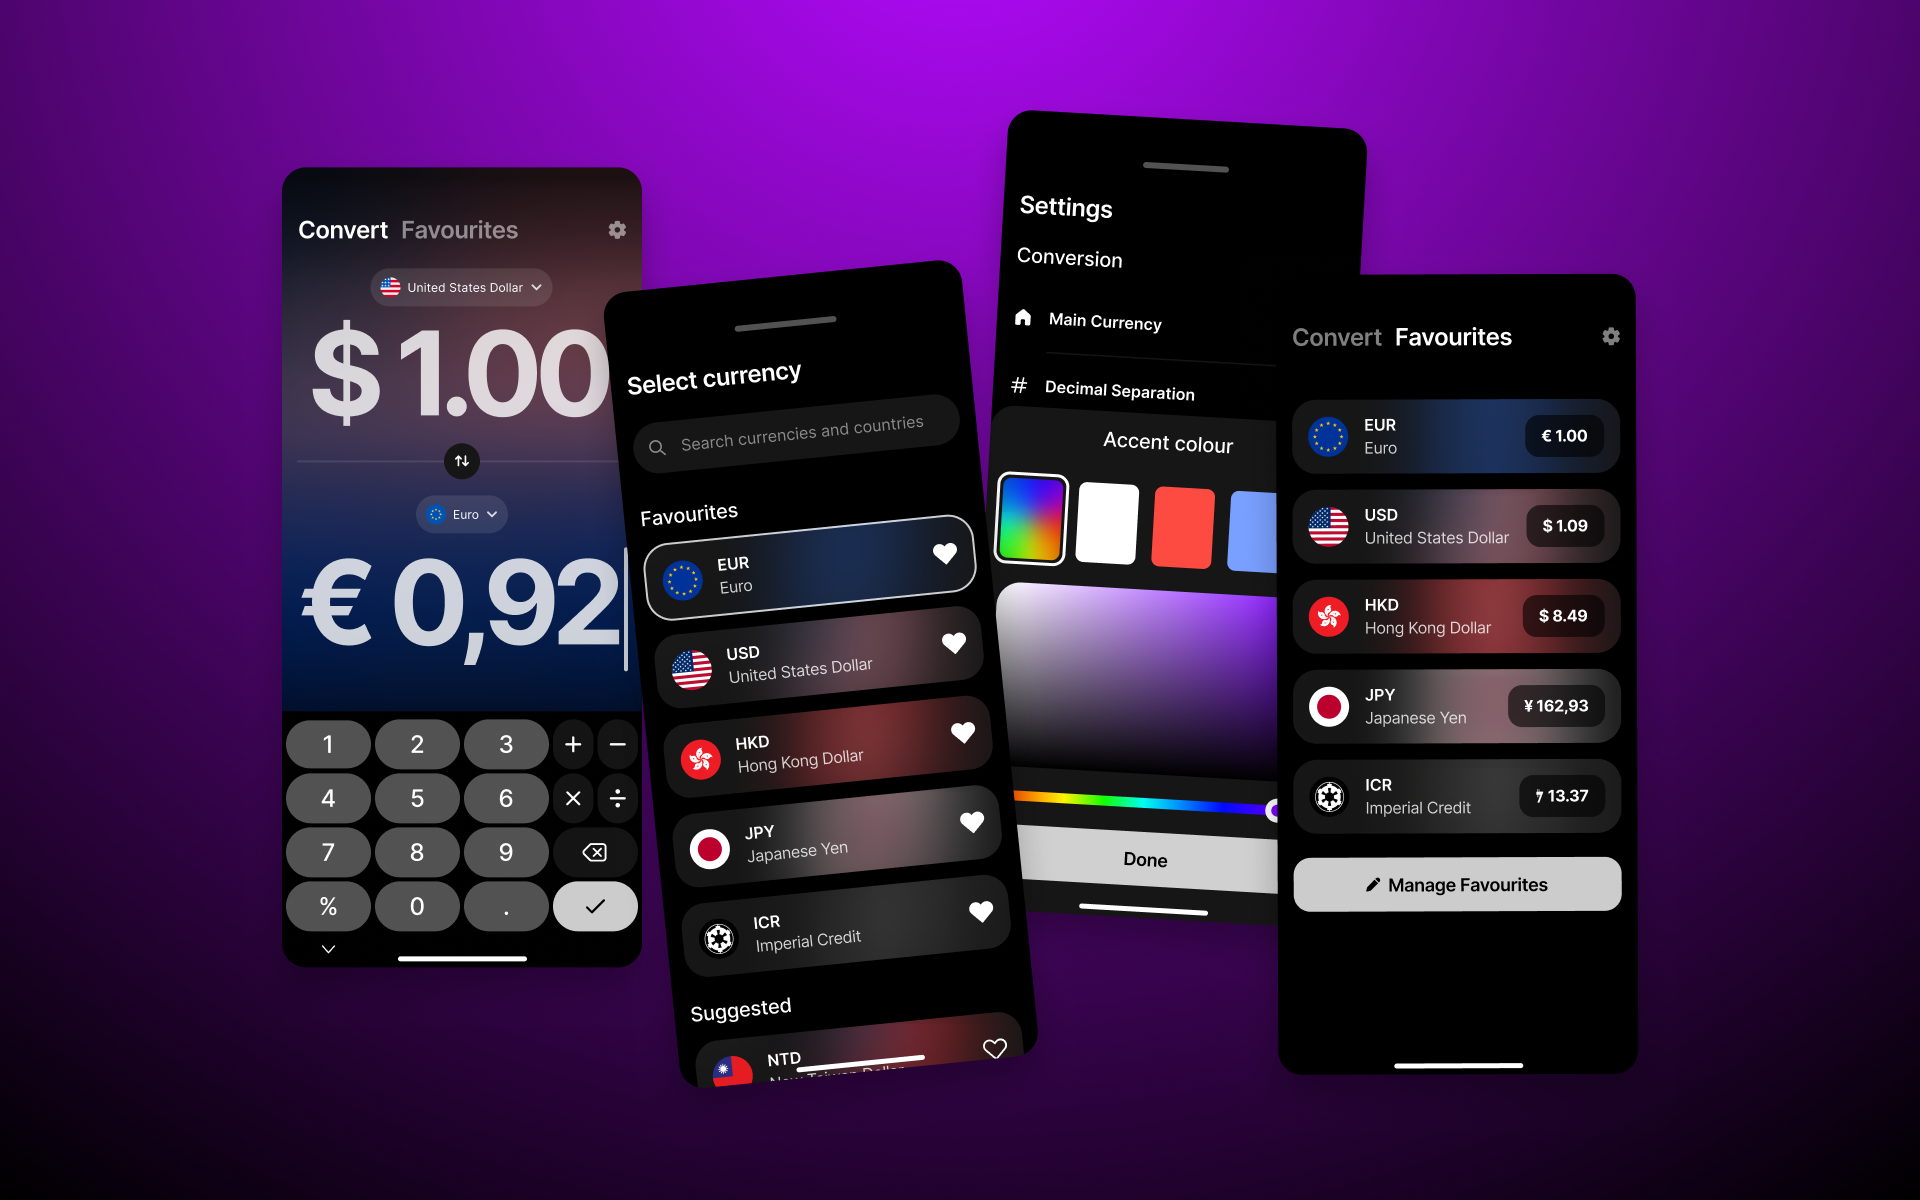 Convert Favourites
United States Dollar
$ 1.00
Euro
€ 0,92
1 2 3 + −
4 5 6 × ÷
7 8 9
% 0 .
Select currency
Search currencies and countries
Favourites
EUR
Euro
USD
United States Dollar
HKD
Hong Kong Dollar
JPY
Japanese Yen
ICR
Imperial Credit
Suggested
NTD
New Taiwan Dollar
Settings
Conversion
Main Currency
# Decimal Separation
Accent colour
Done
Convert Favourites
EUR
Euro
€ 1.00
USD
United States Dollar
$ 1.09
HKD
Hong Kong Dollar
$ 8.49
JPY
Japanese Yen
¥ 162,93
ICR
Imperial Credit
13.37
Manage Favourites